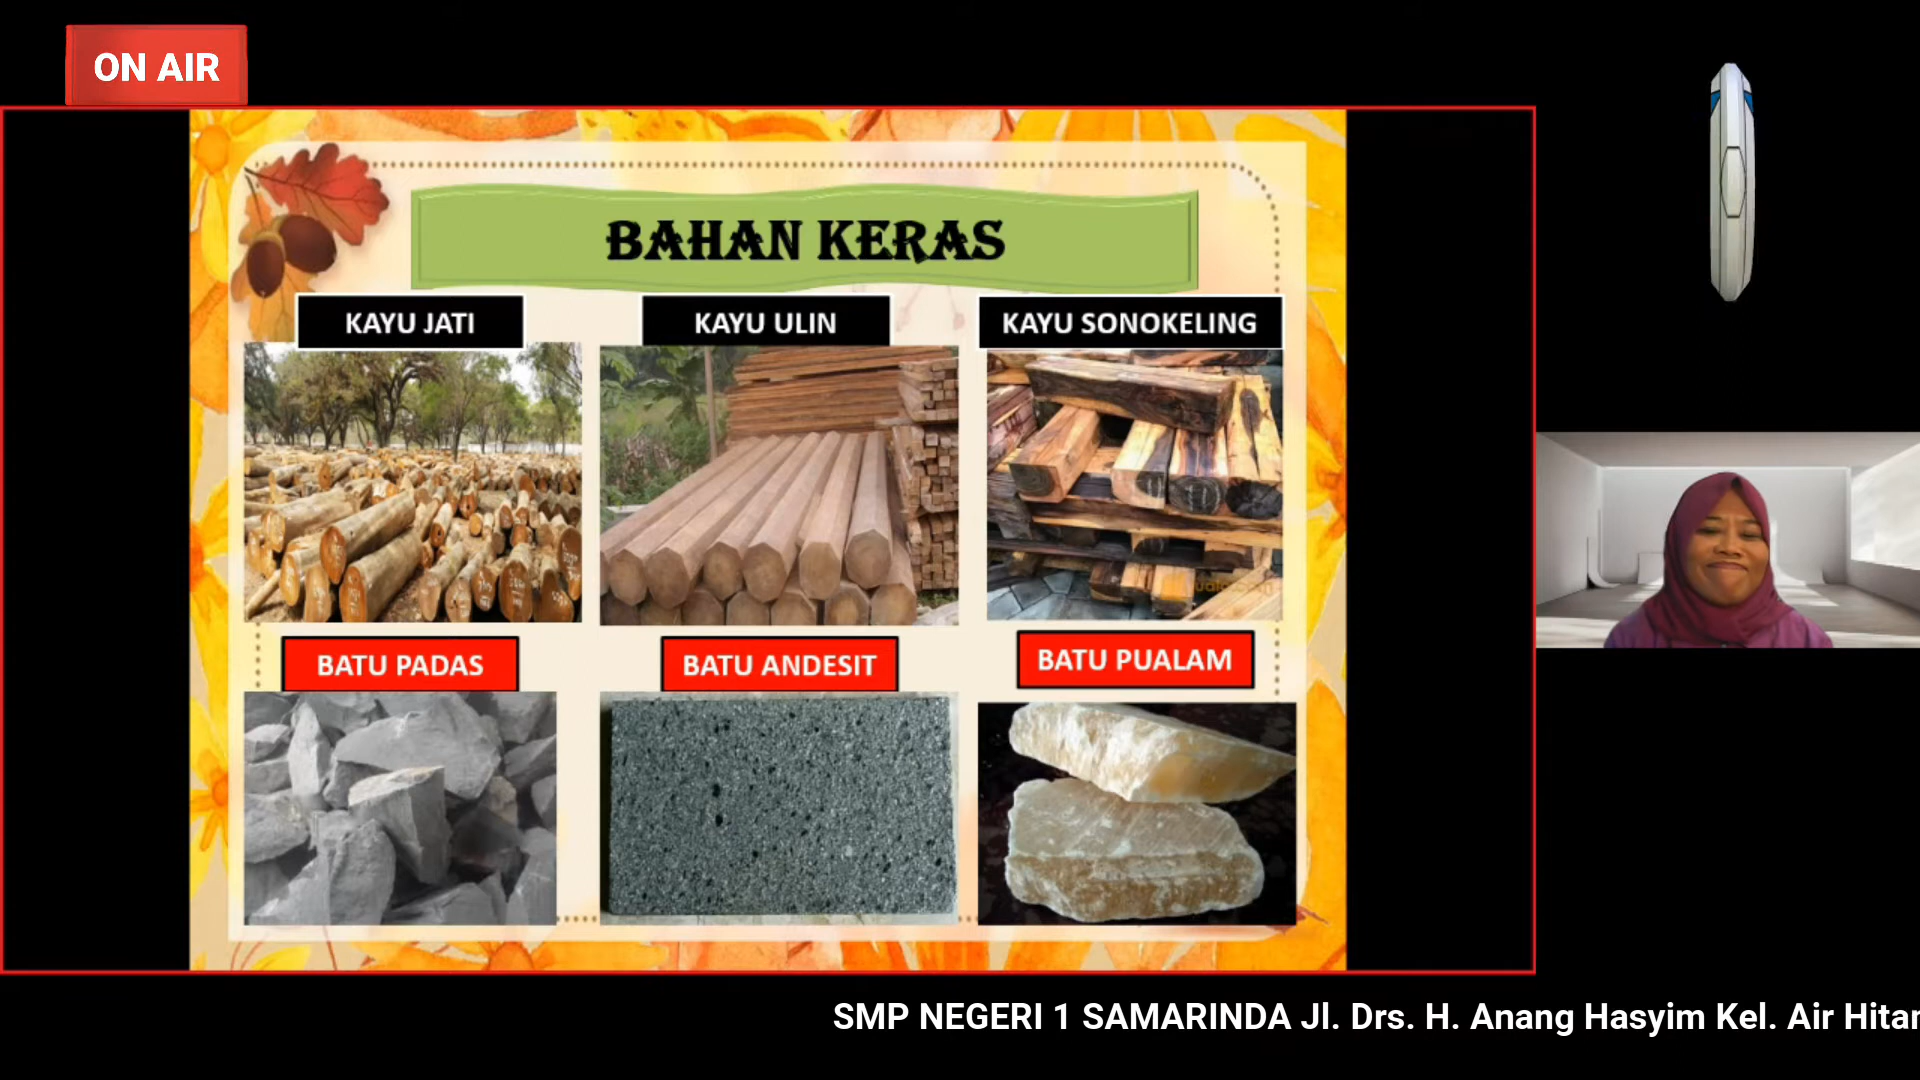 ON AIR
BAHAN KERAS
KAYU JATI
KAYU ULIN
KAYU SONOKELING
BATU PADAS
BATU ANDESIT
BATU PUALAM
SMP NEGERI 1 SAMARINDA Jl. Drs. H. Anang Hasyim Kel. Air Hitam